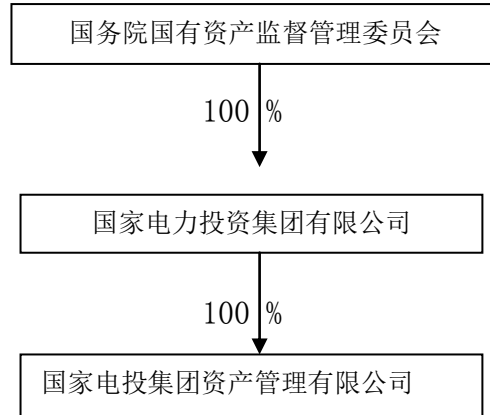 国务院国有资产监督管理委员会
100 %
国家电力投资集团有限公司
100 %
国家电投集团资产管理有限公司